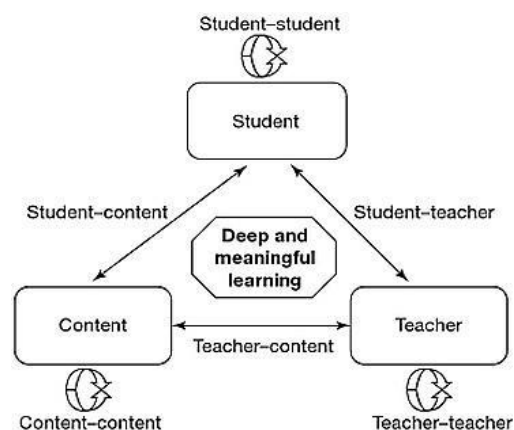 Student–student
Student
Student–content
Student–teacher
Deep and
meaningful
learning
Content
Teacher
Teacher–content
Content–content
Teacher–teacher